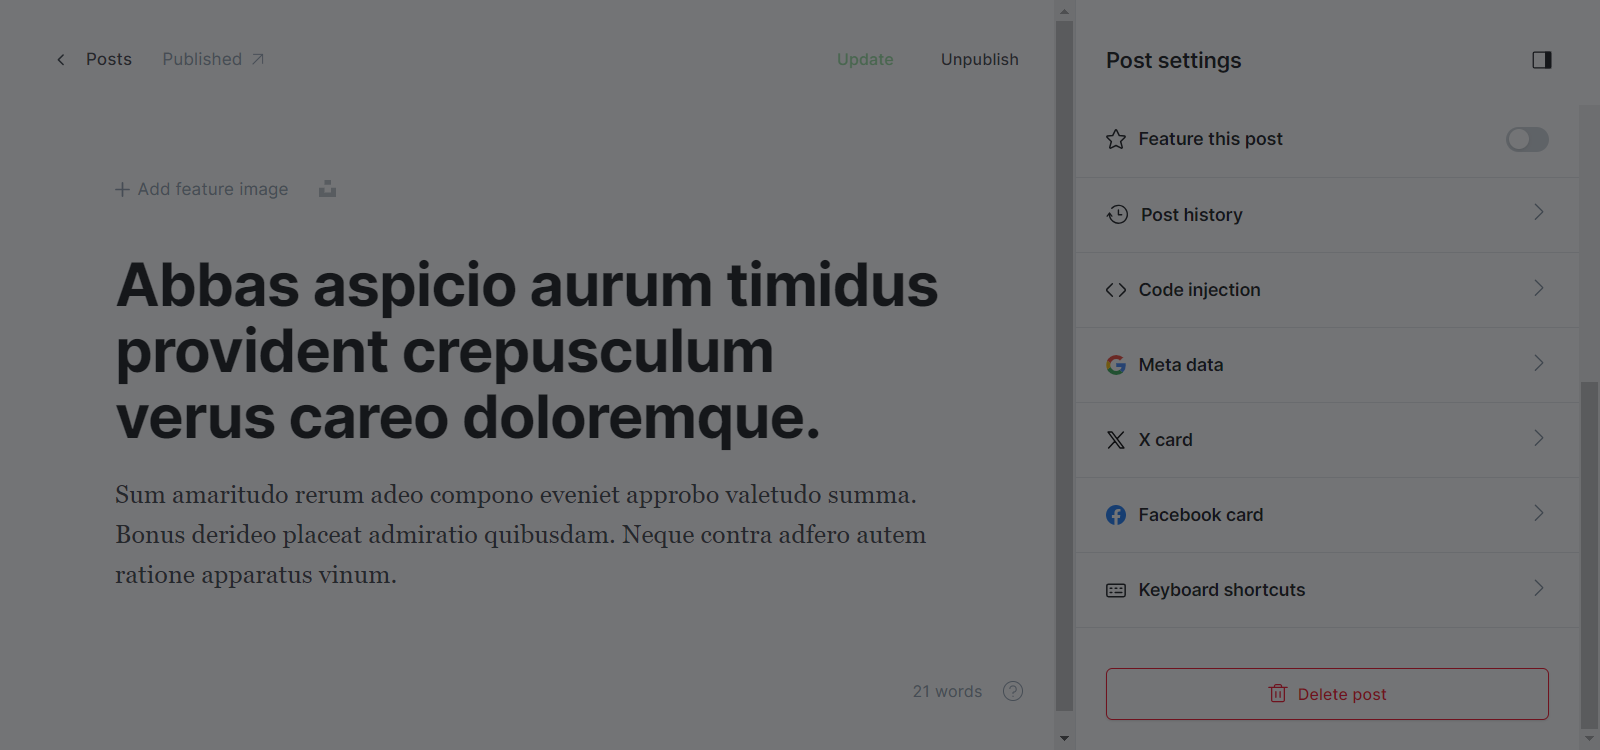 Posts
Published
Update
Unpublish
Add feature image
Abbas aspicio aurum timidus
provident crepusculum
verus careo doloremque.
Sum amaritudo rerum adeo compono eveniet approbo valetudo summa.
Bonus derideo placeat admiratio quibusdam. Neque contra adfero autem
ratione apparatus vinum.
21 words
?
Post settings
Feature this post
Post history
Code injection
Meta data
X card
Facebook card
Keyboard shortcuts
Delete post